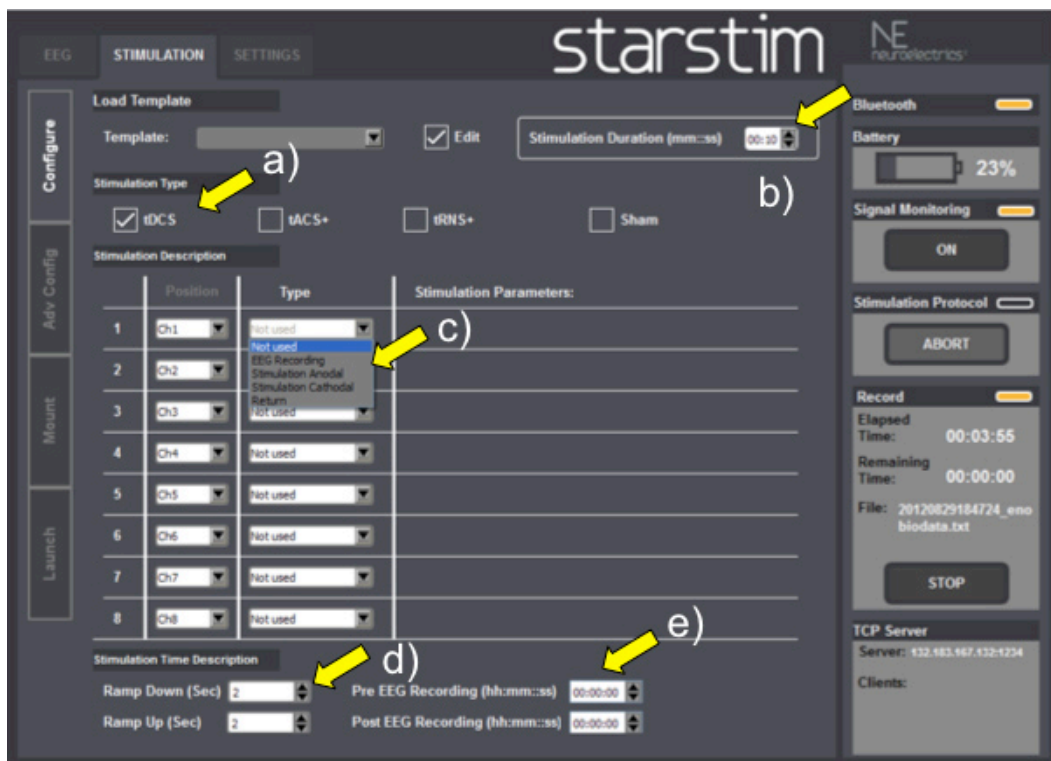 EEG STIMULATION SETTINGS
starstim
NE
neuroelectrics®
Configure
Adv Config
Mount
Launch
Load Template
Template:
Edit
Stimulation Duration (mm::ss) 00:10
a)
b)
Stimulation Type
tDCS tACS+ tRNS+ Sham
Stimulation Description
Position Type Stimulation Parameters:
1 Ch1 Not used
c)
Not used
EEG Recording
Stimulation Anodal
Stimulation Cathodal
Return
2 Ch2
3 Ch3 Not used
4 Ch4 Not used
5 Ch5 Not used
6 Ch6 Not used
7 Ch7 Not used
8 Ch8 Not used
Stimulation Time Description
d)
e)
Ramp Down (Sec) 2 Pre EEG Recording (hh:mm::ss) 00:00:00
Ramp Up (Sec) 2 Post EEG Recording (hh:mm::ss) 00:00:00
Bluetooth
Battery
23%
Signal Monitoring
ON
Stimulation Protocol
ABORT
Record
Elapsed
Time: 00:03:55
Remaining
Time: 00:00:00
File: 20120829184724_eno
biodata.txt
STOP
TCP Server
Server: 132.183.167.132:1234
Clients: